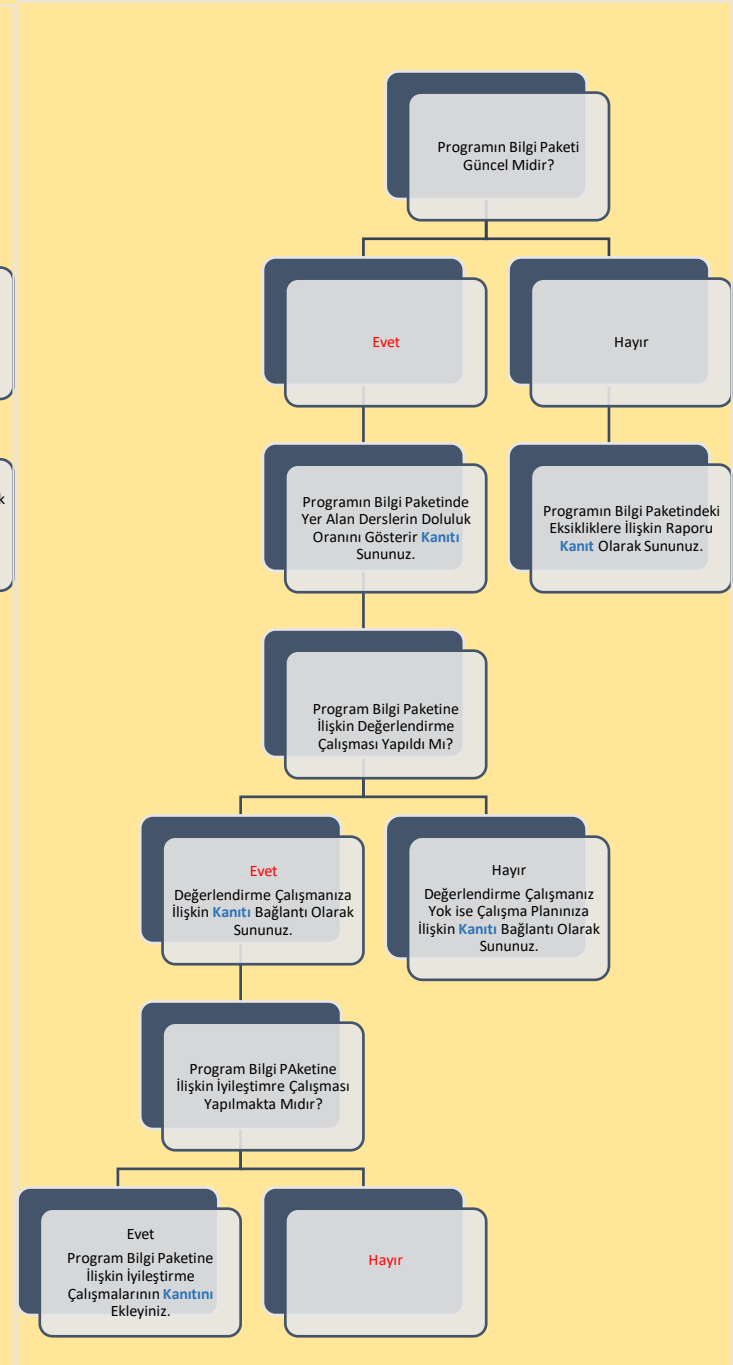 Programın Bilgi Paketi
Güncel Midir?
Evet
Hayır
Programın Bilgi Paketinde
Yer Alan Derslerin Doluluk
Oranını Gösterir Kanıtı
Sununuz.
Programın Bilgi Paketindeki
Eksikliklere İlişkin Raporu
Kanıt Olarak Sununuz.
Program Bilgi Paketine
İlişkin Değerlendirme
Çalışması Yapıldı Mı?
Evet
Değerlendirme Çalışmanıza
İlişkin Kanıtı Bağlantı Olarak
Sununuz.
Hayır
Değerlendirme Çalışmanız
Yok ise Çalışma Planınıza
İlişkin Kanıtı Bağlantı Olarak
Sununuz.
Program Bilgi PAketine
İlişkin İyileştimre Çalışması
Yapılmakta Mıdır?
Evet
Program Bilgi Paketine
İlişkin İyileştirme
Çalışmalarının Kanıtını
Ekleyiniz.
Hayır